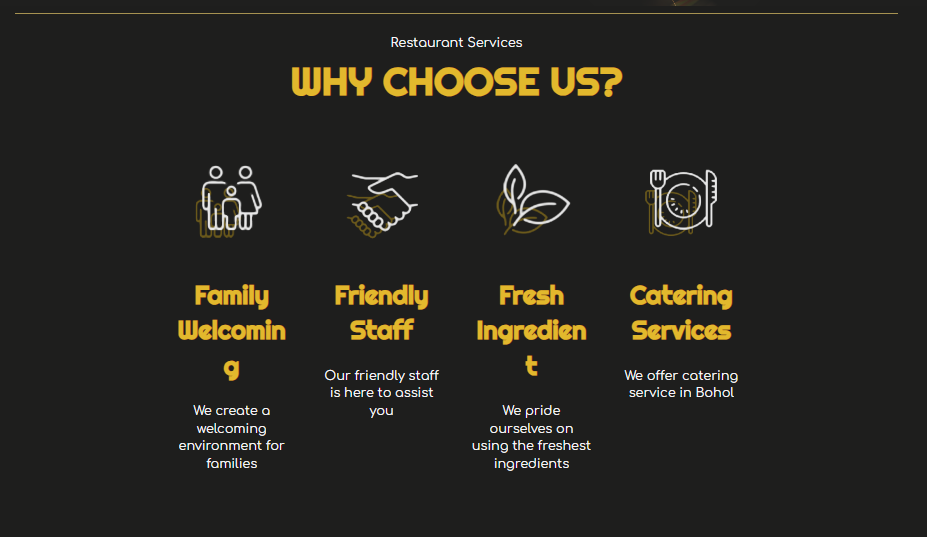 Restaurant Services
WHY CHOOSE US?
Family
Welcomin
g
We create a
welcoming
environment for
families
Friendly
Staff
Our friendly staff
is here to assist
you
Fresh
Ingredien
t
We pride
ourselves on
using the freshest
ingredients
Catering
Services
We offer catering
service in Bohol